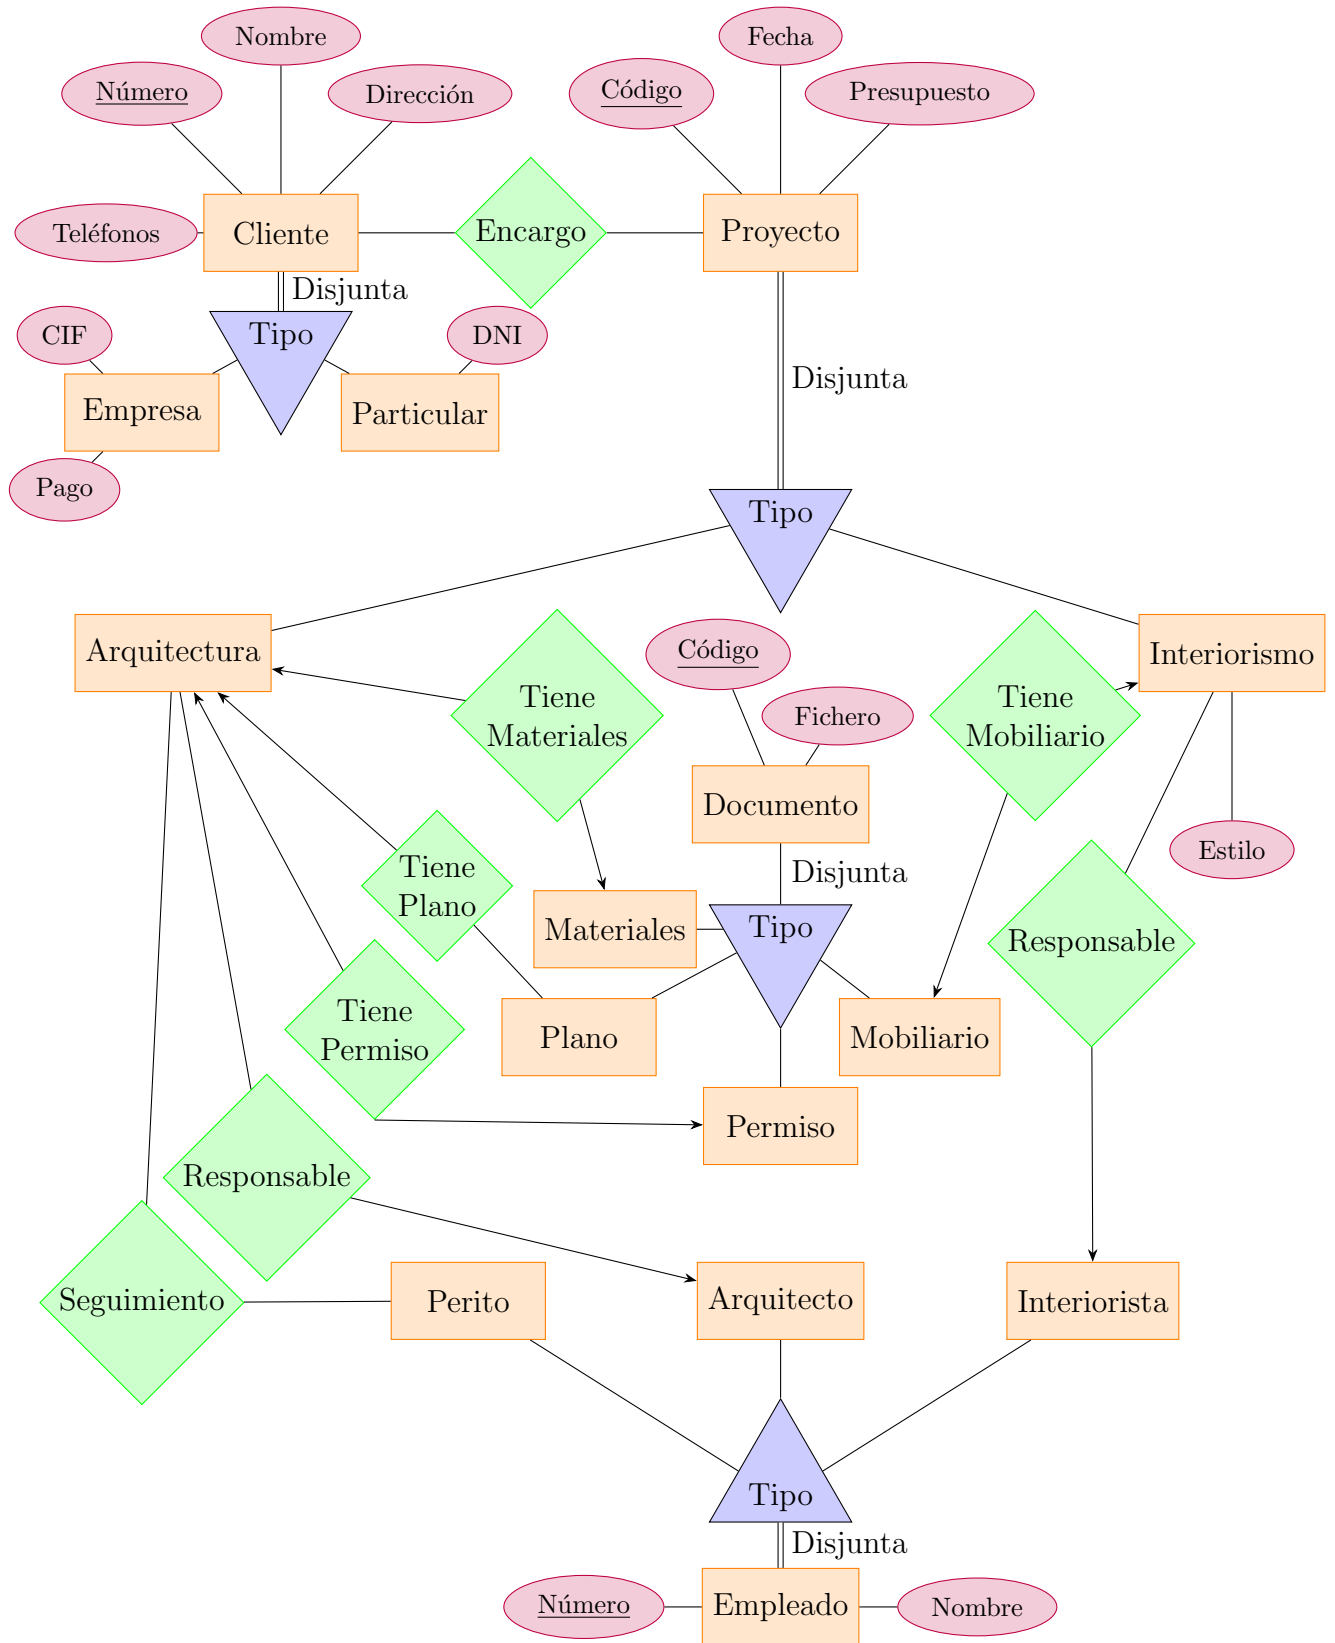 Nombre
Fecha
Número
Dirección
Código
Presupuesto
Teléfonos
Cliente
Encargo
Proyecto
Disjunta
CIF
Tipo
DNI
Disjunta
Empresa
Particular
Pago
Tipo
Arquitectura
Código
Interiorismo
Tiene
Materiales
Fichero
Tiene
Mobiliario
Documento
Estilo
Tiene
Plano
Disjunta
Materiales
Tipo
Responsable
Tiene
Permiso
Plano
Mobiliario
Permiso
Responsable
Seguimiento
Perito
Arquitecto
Interiorista
Tipo
Disjunta
Número
Empleado
Nombre